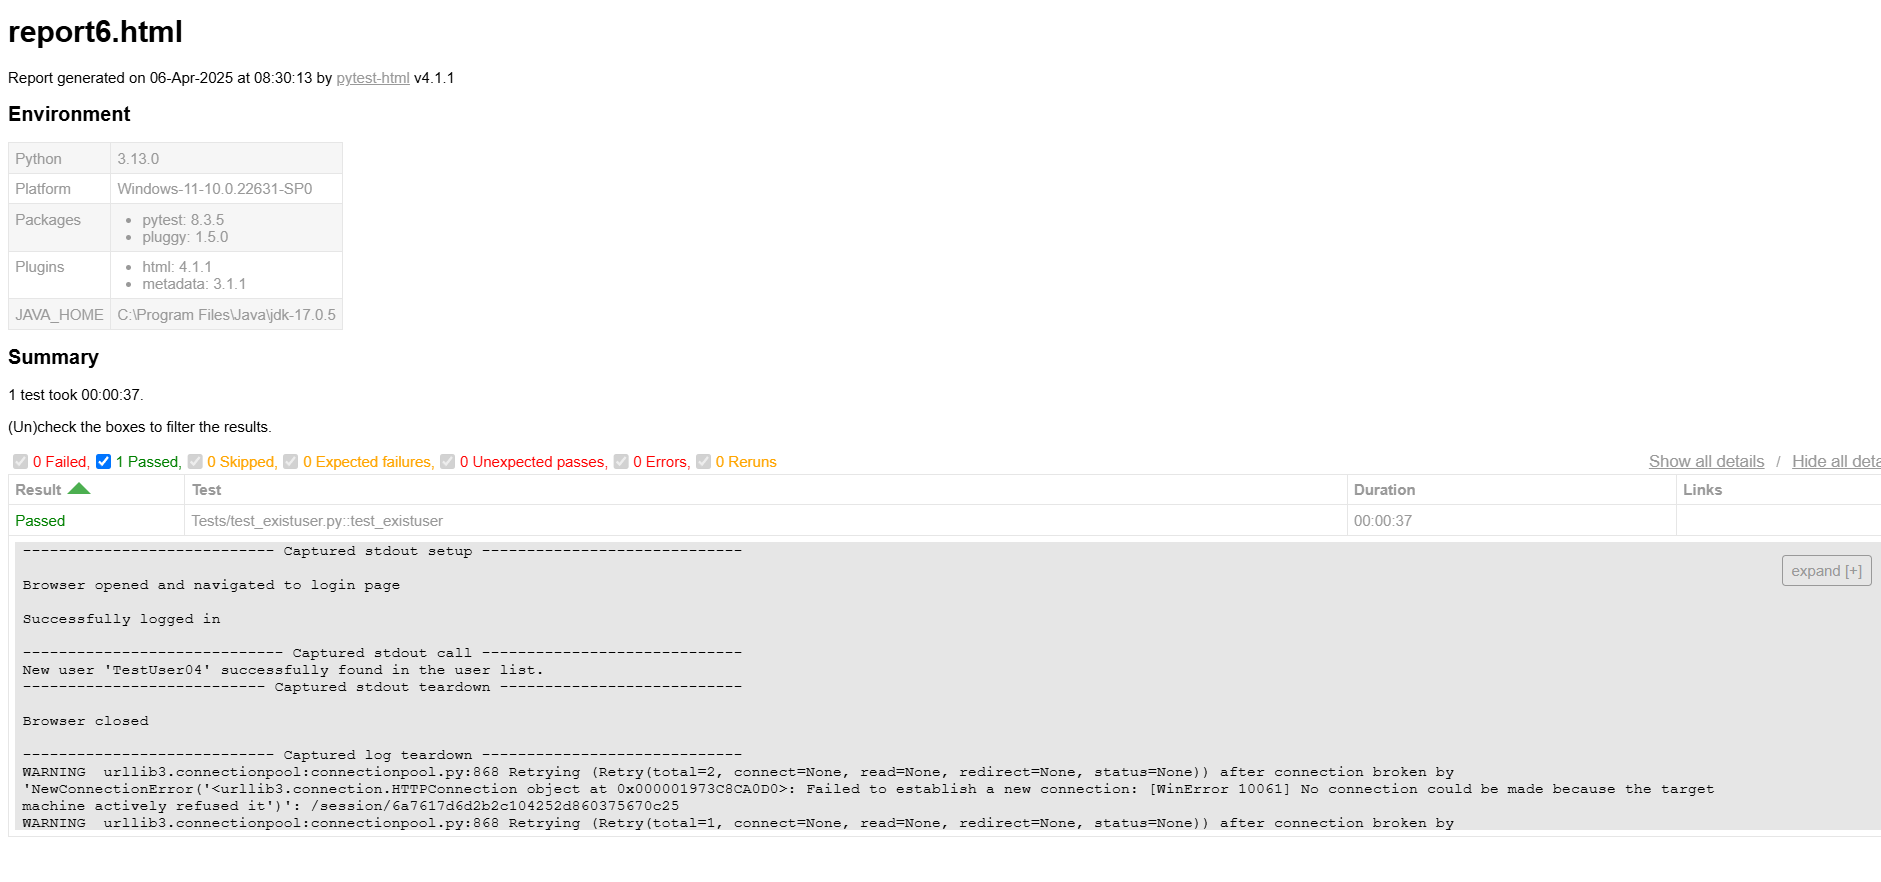 report6.html
Report generated on 06-Apr-2025 at 08:30:13 by pytest-html v4.1.1
Environment
Python 3.13.0
Platform Windows-11-10.0.22631-SP0
Packages
• pytest: 8.3.5
• pluggy: 1.5.0
Plugins
• html: 4.1.1
• metadata: 3.1.1
JAVA_HOME C:\Program Files\Java\jdk-17.0.5
Summary
1 test took 00:00:37.
(Un)check the boxes to filter the results.
0 Failed, 1 Passed, 0 Skipped, 0 Expected failures, 0 Unexpected passes, 0 Errors, 0 Reruns Show all details / Hide all deta
Result Test Duration Links
Passed Tests/test_existuser.py::test_existuser 00:00:37
---------------------------- Captured stdout setup -----------------------------
expand [+]
Browser opened and navigated to login page
Successfully logged in
----------------------------- Captured stdout call -----------------------------
New user 'TestUser04' successfully found in the user list.
--------------------------- Captured stdout teardown ---------------------------
Browser closed
---------------------------- Captured log teardown -----------------------------
WARNING  urllib3.connectionpool:connectionpool.py:868 Retrying (Retry(total=2, connect=None, read=None, redirect=None, status=None)) after connection broken by
'NewConnectionError('<urllib3.connection.HTTPConnection object at 0x000001973C8CA0D0>: Failed to establish a new connection: [WinError 10061] No connection could be made because the target
machine actively refused it')': /session/6a7617d6d2b2c104252d860375670c25
WARNING  urllib3.connectionpool:connectionpool.py:868 Retrying (Retry(total=1, connect=None, read=None, redirect=None, status=None)) after connection broken by